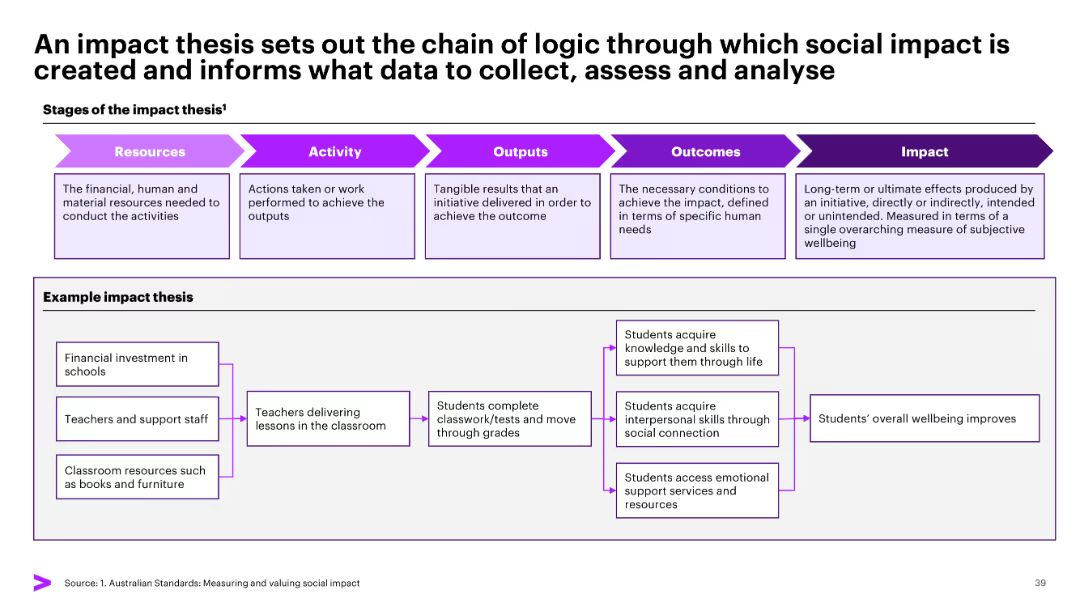 An impact thesis sets out the chain of logic through which social impact is
created and informs what data to collect, assess and analyse
Stages of the impact thesis¹
Resources
Activity
Outputs
Outcomes
Impact
The financial, human and
material resources needed to
conduct the activities
Actions taken or work
performed to achieve the
outputs
Tangible results that an
initiative delivered in order to
achieve the outcome
The necessary conditions to
achieve the impact, defined
in terms of specific human
needs
Long-term or ultimate effects produced by
an initiative, directly or indirectly, intended
or unintended. Measured in terms of a
single overarching measure of subjective
wellbeing
Example impact thesis
Financial investment in
schools
Teachers and support staff
Classroom resources such
as books and furniture
Teachers delivering
lessons in the classroom
Students complete
classwork/tests and move
through grades
Students acquire
knowledge and skills to
support them through life
Students acquire
interpersonal skills through
social connection
Students access emotional
support services and
resources
Students’ overall wellbeing improves
Source: 1. Australian Standards: Measuring and valuing social impact
39